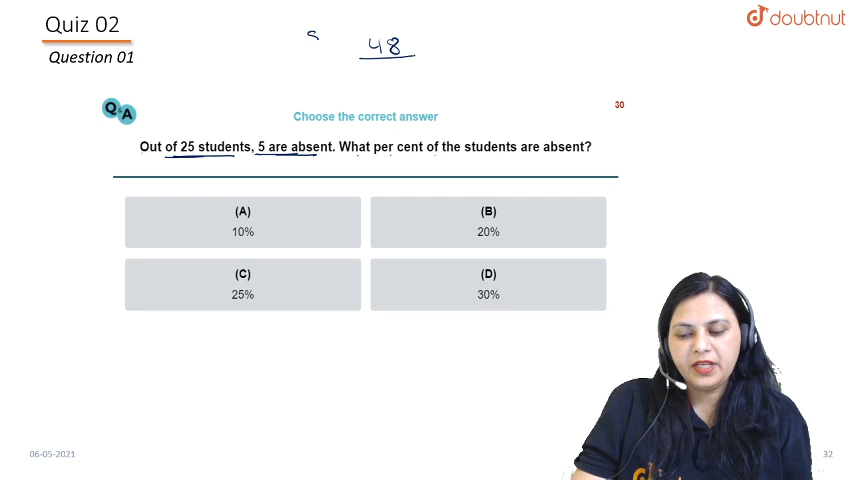 Quiz 02
doubtnut
Question 01
48
Q&A
30
Choose the correct answer
Out of 25 students, 5 are absent. What per cent of the students are absent?
(A)
10%
(B)
20%
(C)
25%
(D)
30%
06-05-2021
32